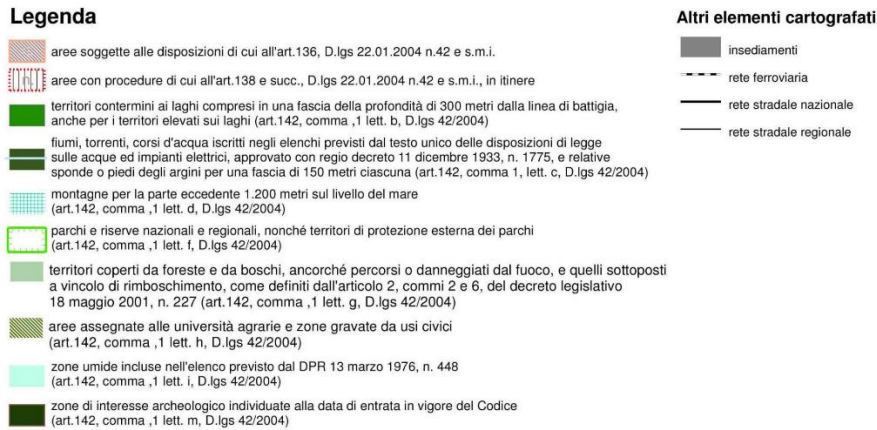 Legenda
aree soggette alle disposizioni di cui all'art.136, D.lgs 22.01.2004 n.42 e s.m.i.
aree con procedure di cui all'art.138 e succ., D.lgs 22.01.2004 n.42 e s.m.i., in itinere
territori contermini ai laghi compresi in una fascia della profondità di 300 metri dalla linea di battigia,
anche per i territori elevati sui laghi (art.142, comma ,1 lett. b, D.lgs 42/2004)
fiumi, torrenti, corsi d'acqua iscritti negli elenchi previsti dal testo unico delle disposizioni di legge
sulle acque ed impianti elettrici, approvato con regio decreto 11 dicembre 1933, n. 1775, e relative
sponde o piedi degli argini per una fascia di 150 metri ciascuna (art.142, comma 1, lett. c, D.lgs 42/2004)
montagne per la parte eccedente 1.200 metri sul livello del mare
(art.142, comma ,1 lett. d, D.lgs 42/2004)
parchi e riserve nazionali e regionali, nonché territori di protezione esterna dei parchi
(art.142, comma ,1 lett. f, D.lgs 42/2004)
territori coperti da foreste e da boschi, ancorché percorsi o danneggiati dal fuoco, e quelli sottoposti
a vincolo di rimboschimento, come definiti dall'articolo 2, commi 2 e 6, del decreto legislativo
18 maggio 2001, n. 227 (art.142, comma ,1 lett. g, D.lgs 42/2004)
aree assegnate alle università agrarie e zone gravate da usi civici
(art.142, comma ,1 lett. h, D.lgs 42/2004)
zone umide incluse nell'elenco previsto dal DPR 13 marzo 1976, n. 448
(art.142, comma ,1 lett. i, D.lgs 42/2004)
zone di interesse archeologico individuate alla data di entrata in vigore del Codice
(art.142, comma ,1 lett. m, D.lgs 42/2004)
Altri elementi cartografati
insediamenti
rete ferroviaria
rete stradale nazionale
rete stradale regionale